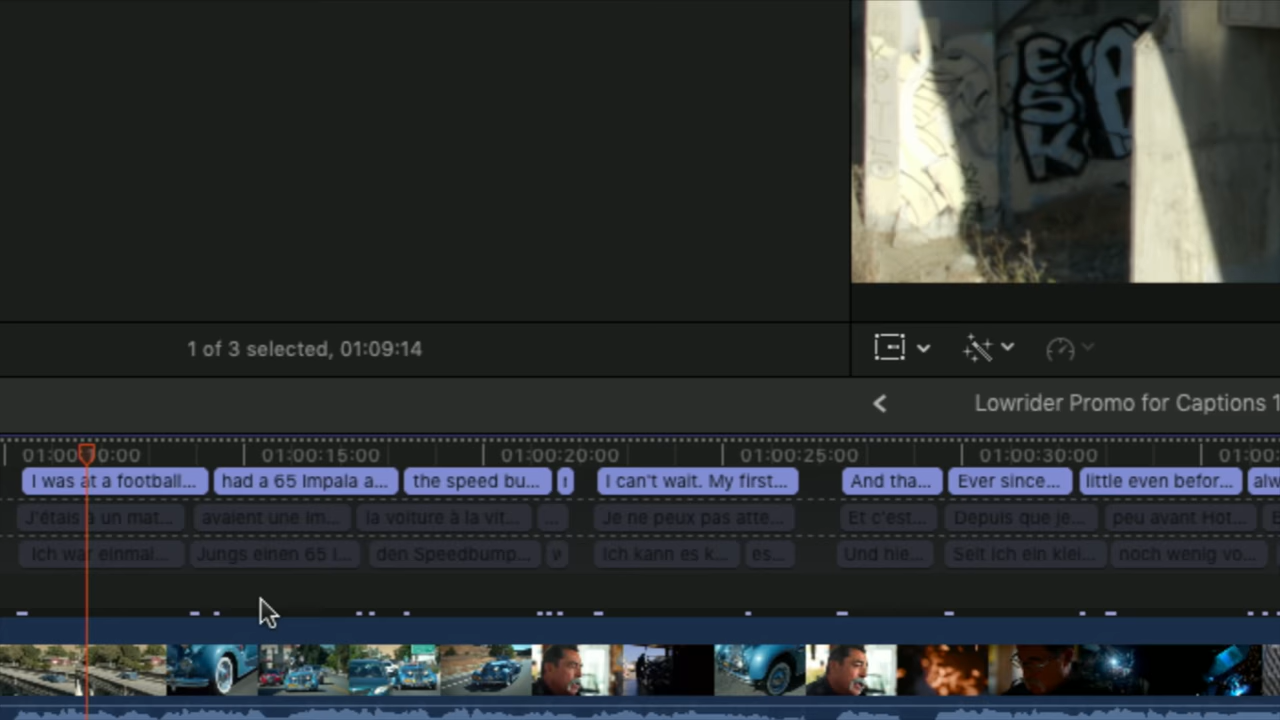 ESK
1 of 3 selected, 01:09:14
Lowrider Promo for Captions 1
01:00:10:00 01:00:15:00 01:00:20:00 01:00:25:00 01:00:30:00 01:00:
I was at a football... had a 65 Impala a... the speed bu... I can't wait. My first... And tha... Ever since... little even befor... alw
J'étais à un mat... avaient une Im... la voiture à la vit... ... Je ne peux pas atte... Et c'est... Depuis que je... peu avant Hot...
Ich war einmal... Jungs einen 65 I... den Speedbump... w Ich kann es k... es... Und hie... Seit ich ein klei... noch wenig vo...